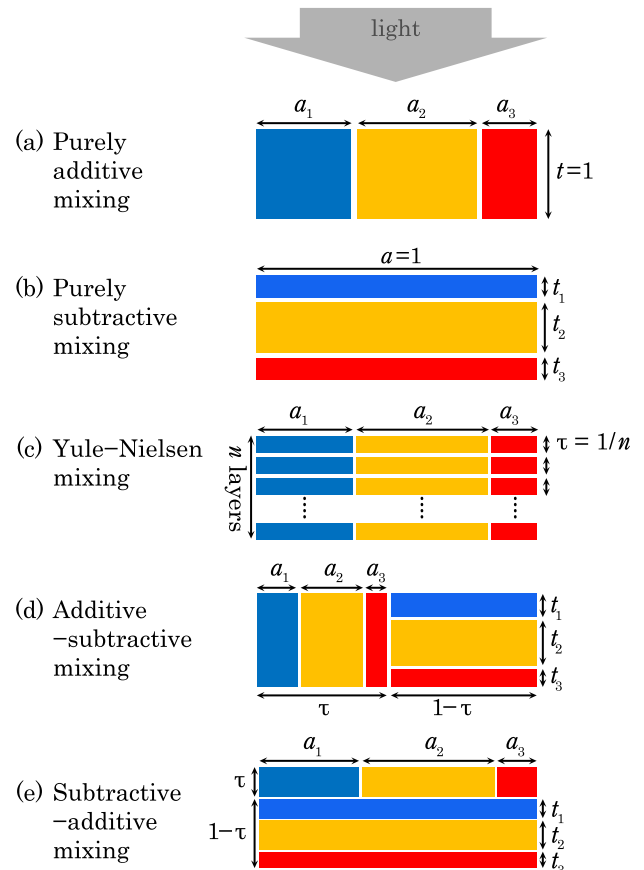 light
a₁ a₂ a₃
(a) Purely
additive
mixing
t=1
a=1
(b) Purely
subtractive
mixing
t₁
t₂
t₃
a₁ a₂ a₃
(c) Yule–Nielsen
mixing
n layers
τ = 1/n
a₁ a₂ a₃
(d) Additive
–subtractive
mixing
t₁
t₂
t₃
τ 1–τ
a₁ a₂ a₃
τ
(e) Subtractive
–additive
mixing
1–τ
t₁
t₂
t₃